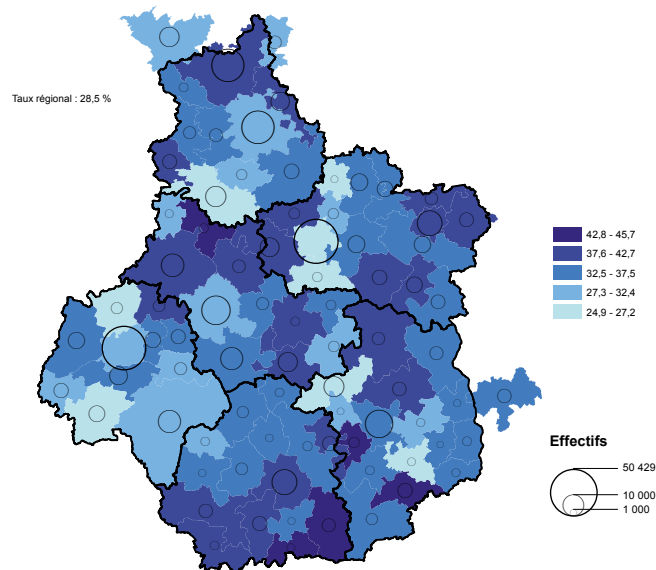 Taux régional : 28,5 %
42,8 - 45,7
37,6 - 42,7
32,5 - 37,5
27,3 - 32,4
24,9 - 27,2
Effectifs
50 429
10 000
1 000